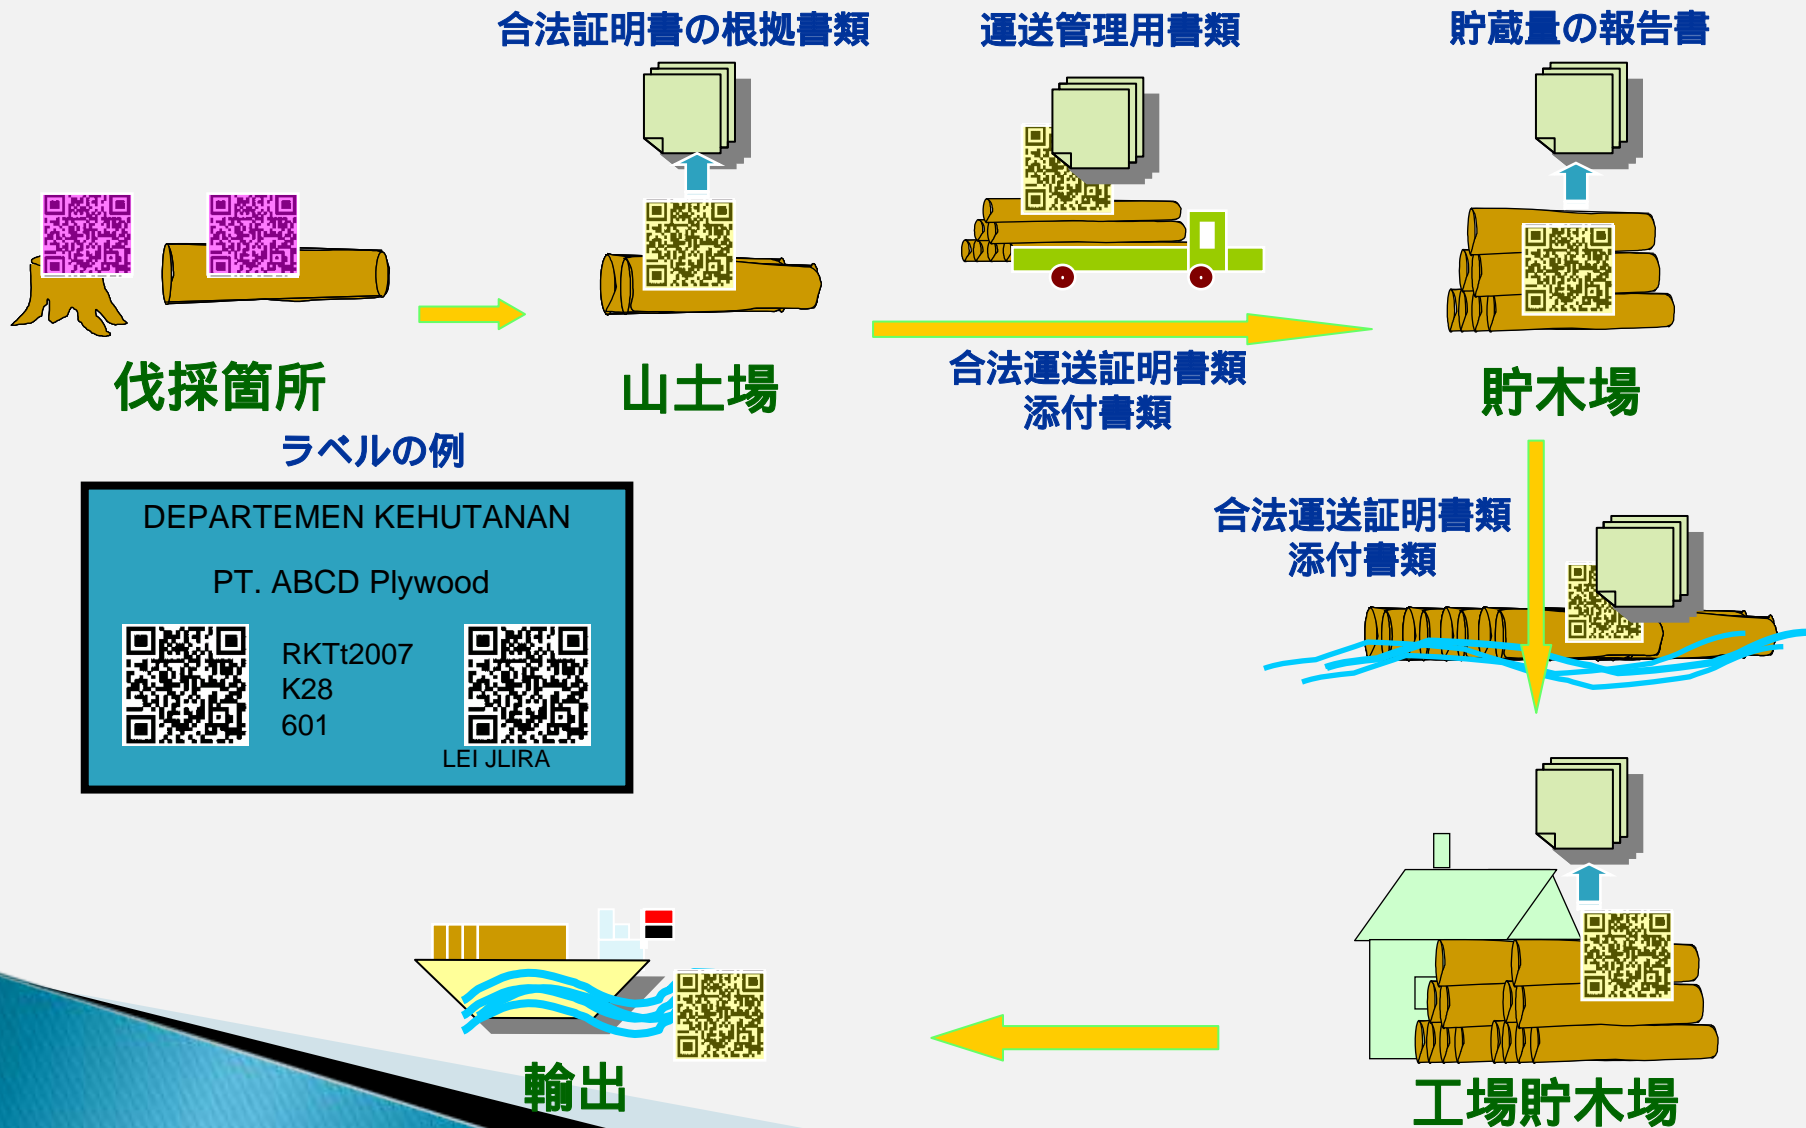 合法証明書の根拠書類
運送管理用書類
貯蔵量の報告書
伐採箇所
山土場
合法運送証明書類
添付書類
貯木場
ラベルの例
DEPARTEMEN KEHUTANAN
PT. ABCD Plywood
RKTt2007
K28
601
LEI JLIRA
合法運送証明書類
添付書類
輸出
工場貯木場